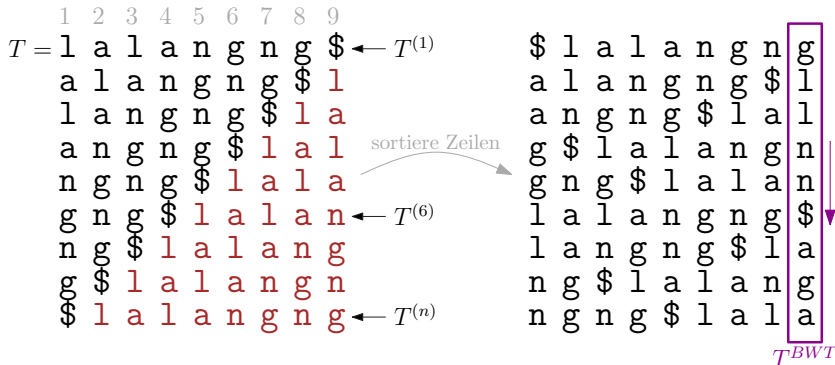 1 2 3 4 5 6 7 8 9
T = l a l a n g n g $ ← T^(1) $ l a l a n g n g
a l a n g n g $ l a l a n g n g $ l
l a n g n g $ l a a n g n g $ l a l
sortiere Zeilen
a n g n g $ l a l g $ l a l a n g n
n g n g $ l a l a g n g $ l a l a n
g n g $ l a l a n ← T^(6) l a l a n g n g $
n g $ l a l a n g l a n g n g $ l a
g $ l a l a n g n n g $ l a l a n g
$ l a l a n g n g ← T^(n) n g n g $ l a l a
T^BWT